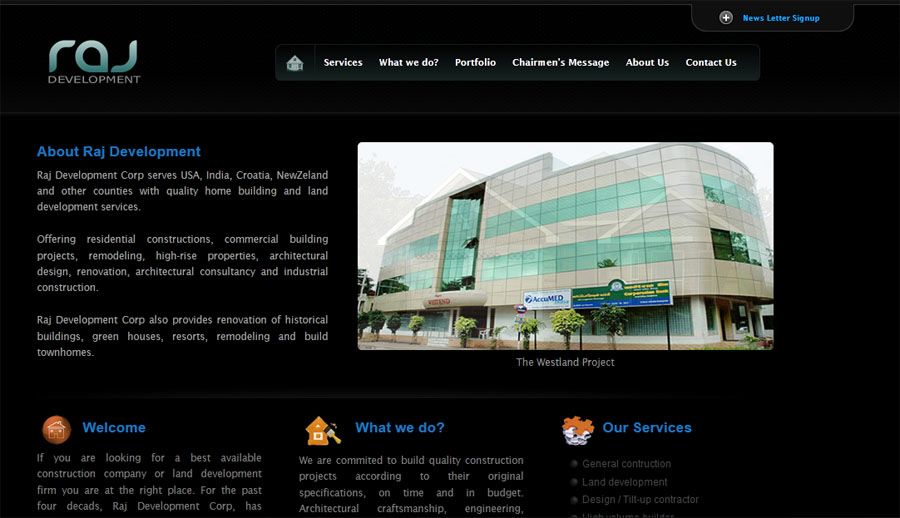 News Letter Signup
raj
DEVELOPMENT
Services What we do? Portfolio Chairmen's Message About Us Contact Us
About Raj Development
Raj Development Corp serves USA, India, Croatia, NewZeland
and other counties with quality home building and land
development services.
Offering residential constructions, commercial building
projects, remodeling, high-rise properties, architectural
design, renovation, architectural consultancy and industrial
construction.
Raj Development Corp also provides renovation of historical
buildings, green houses, resorts, remodeling and build
townhomes.
AccuMED
Corporation Bank
The Westland Project
Welcome
If you are looking for a best available
construction company or land development
firm you are at the right place. For the past
four decades, Raj Development Corp, has
What we do?
We are commited to build quality construction
projects according to their original
specifications, on time and in budget.
Architectural craftsmanship, engineering,
Our Services
General contruction
Land development
Design / Tilt-up contractor
High volume builder